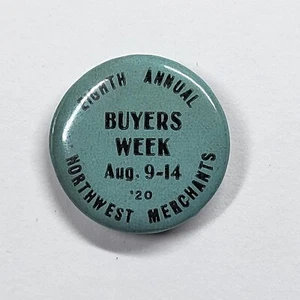 EIGHTH ANNUAL
BUYERS
WEEK
Aug. 9-14
'20
NORTHWEST MERCHANTS